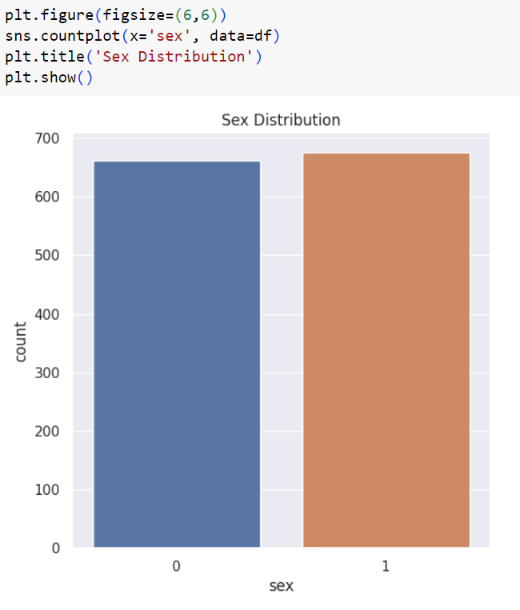 plt.figure(figsize=(6,6))
sns.countplot(x='sex', data=df)
plt.title('Sex Distribution')
plt.show()
Sex Distribution
700
600
500
400
300
200
100
0
count
0 1
sex